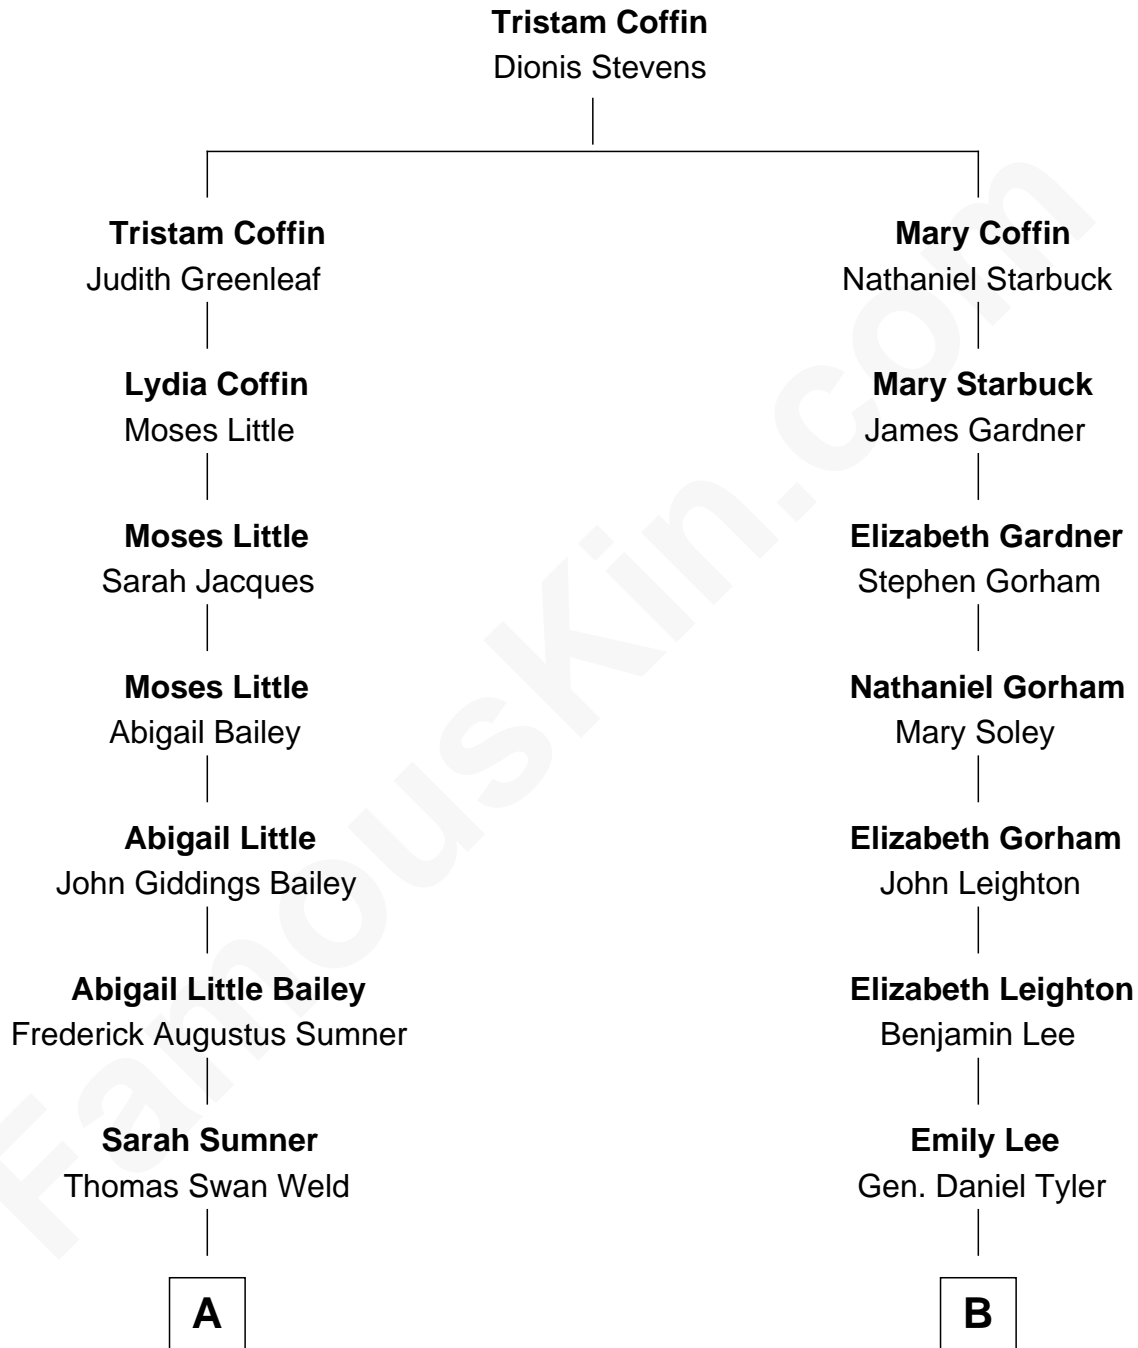 Tristam Coffin
Dionis Stevens
Tristam Coffin
Judith Greenleaf
Mary Coffin
Nathaniel Starbuck
Lydia Coffin
Moses Little
Mary Starbuck
James Gardner
Moses Little
Sarah Jacques
Elizabeth Gardner
Stephen Gorham
Moses Little
Abigail Bailey
Nathaniel Gorham
Mary Soley
Abigail Little
John Giddings Bailey
Elizabeth Gorham
John Leighton
Abigail Little Bailey
Frederick Augustus Sumner
Elizabeth Leighton
Benjamin Lee
Sarah Sumner
Thomas Swan Weld
Emily Lee
Gen. Daniel Tyler
A
B
FamousKin.com